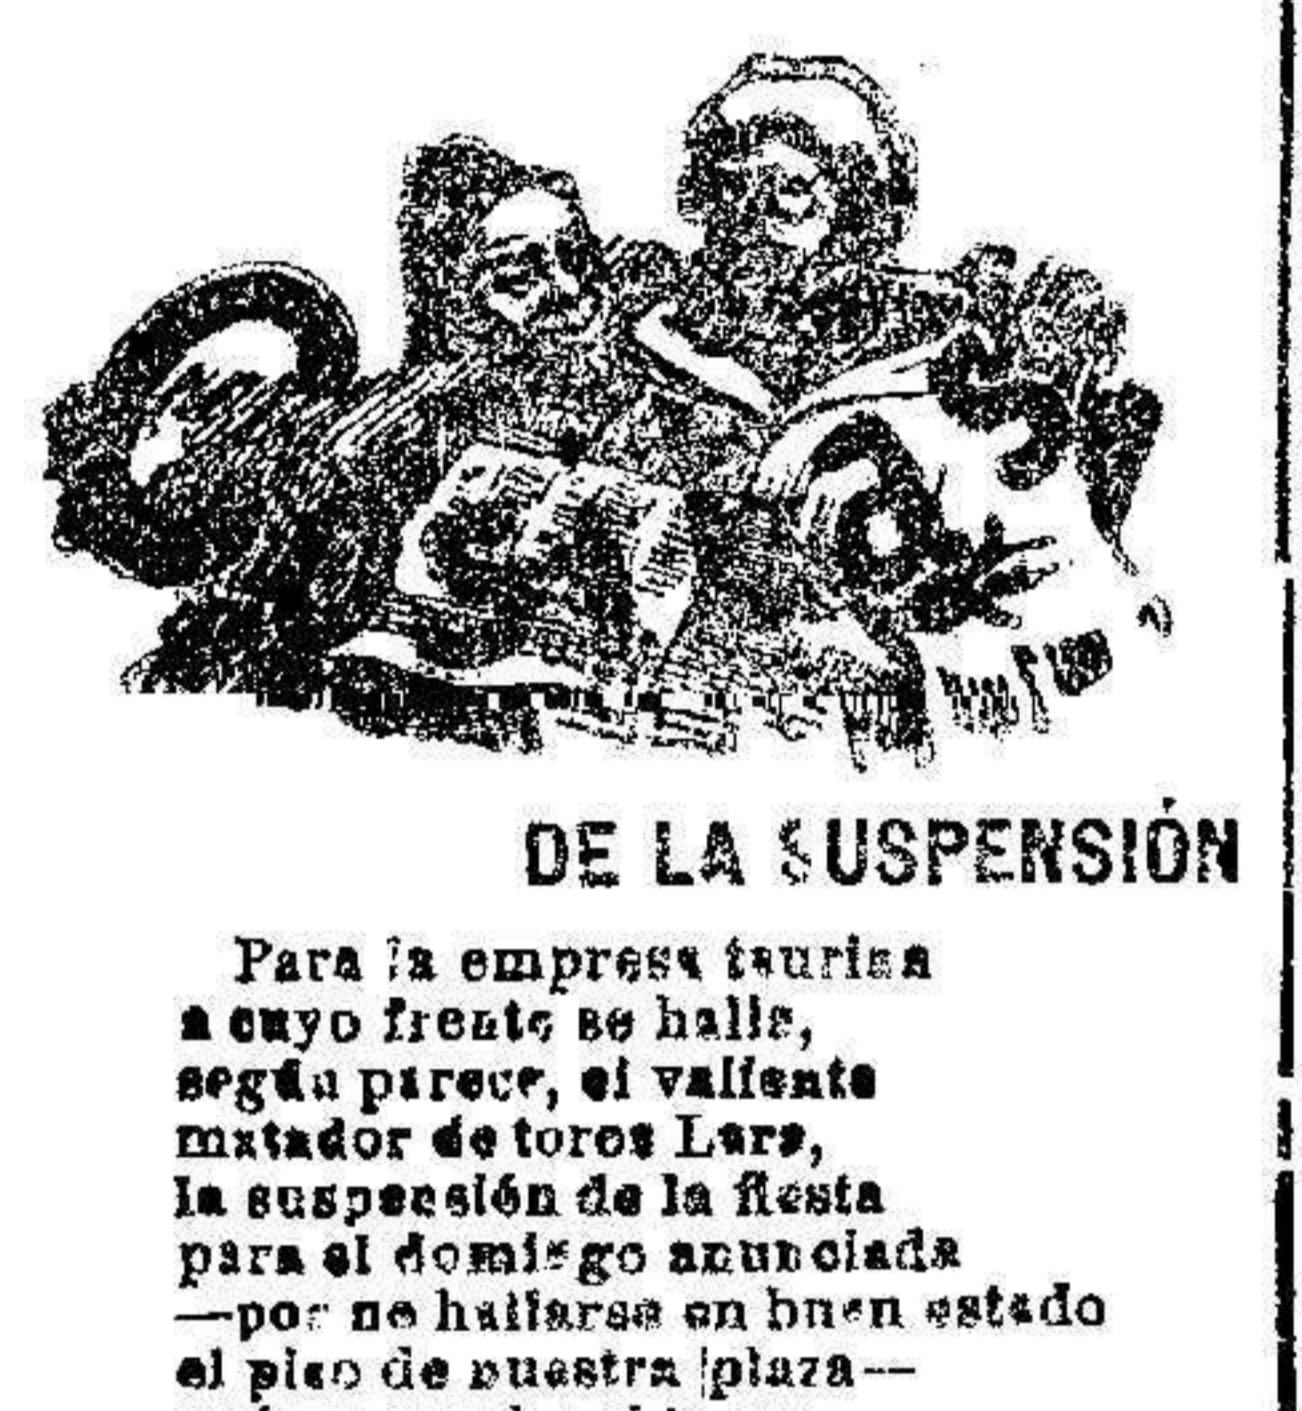 DE LA SUSPENSIÓN
Para la empresa taurina
a cuyo frente se halla,
según parece, el valiente
matador de toros Lara,
la suspensión de la fiesta
para el domingo anunciada
—por no hallarse en buen estado
el piso de nuestra plaza—